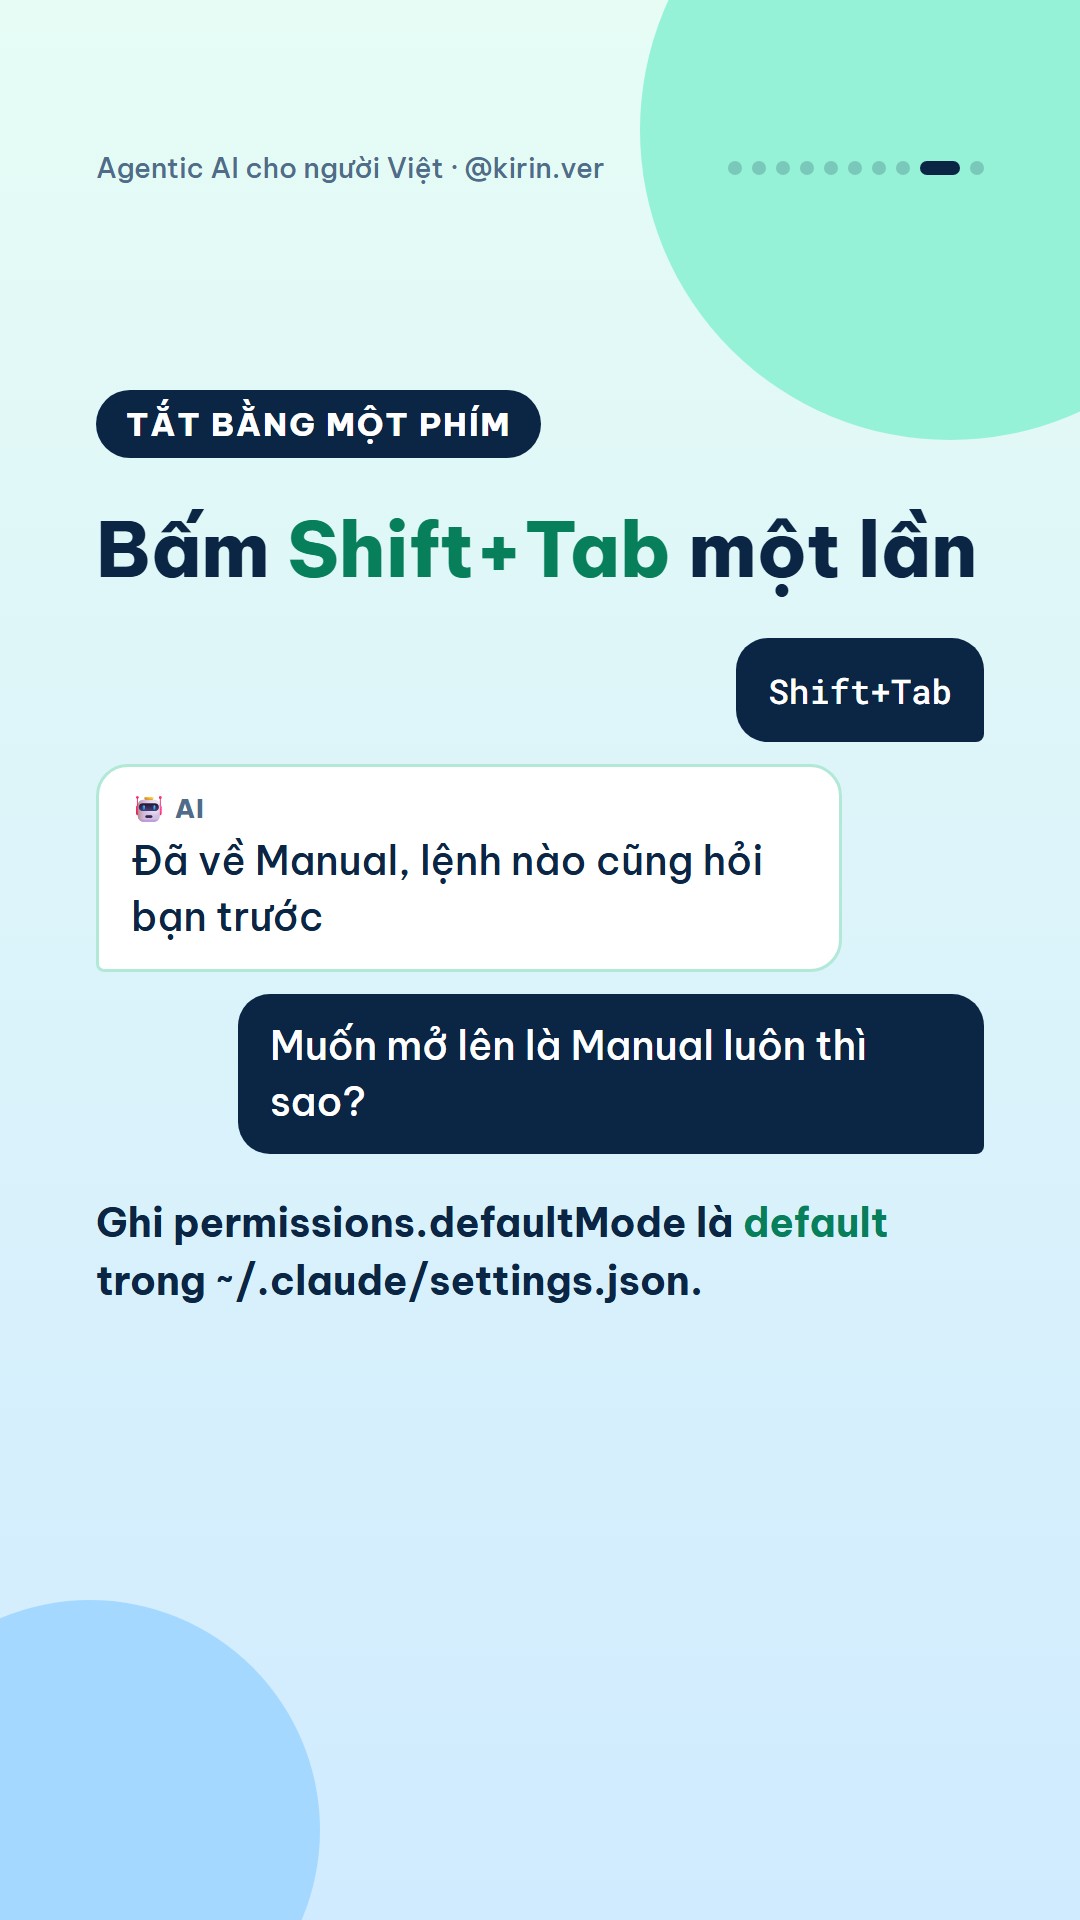 Agentic AI cho người Việt · @kirin.ver
TẮT BẰNG MỘT PHÍM
Bấm Shift+Tab một lần
Shift+Tab
AI
Đã về Manual, lệnh nào cũng hỏi
bạn trước
Muốn mở lên là Manual luôn thì
sao?
Ghi permissions.defaultMode là default
trong ~/.claude/settings.json.